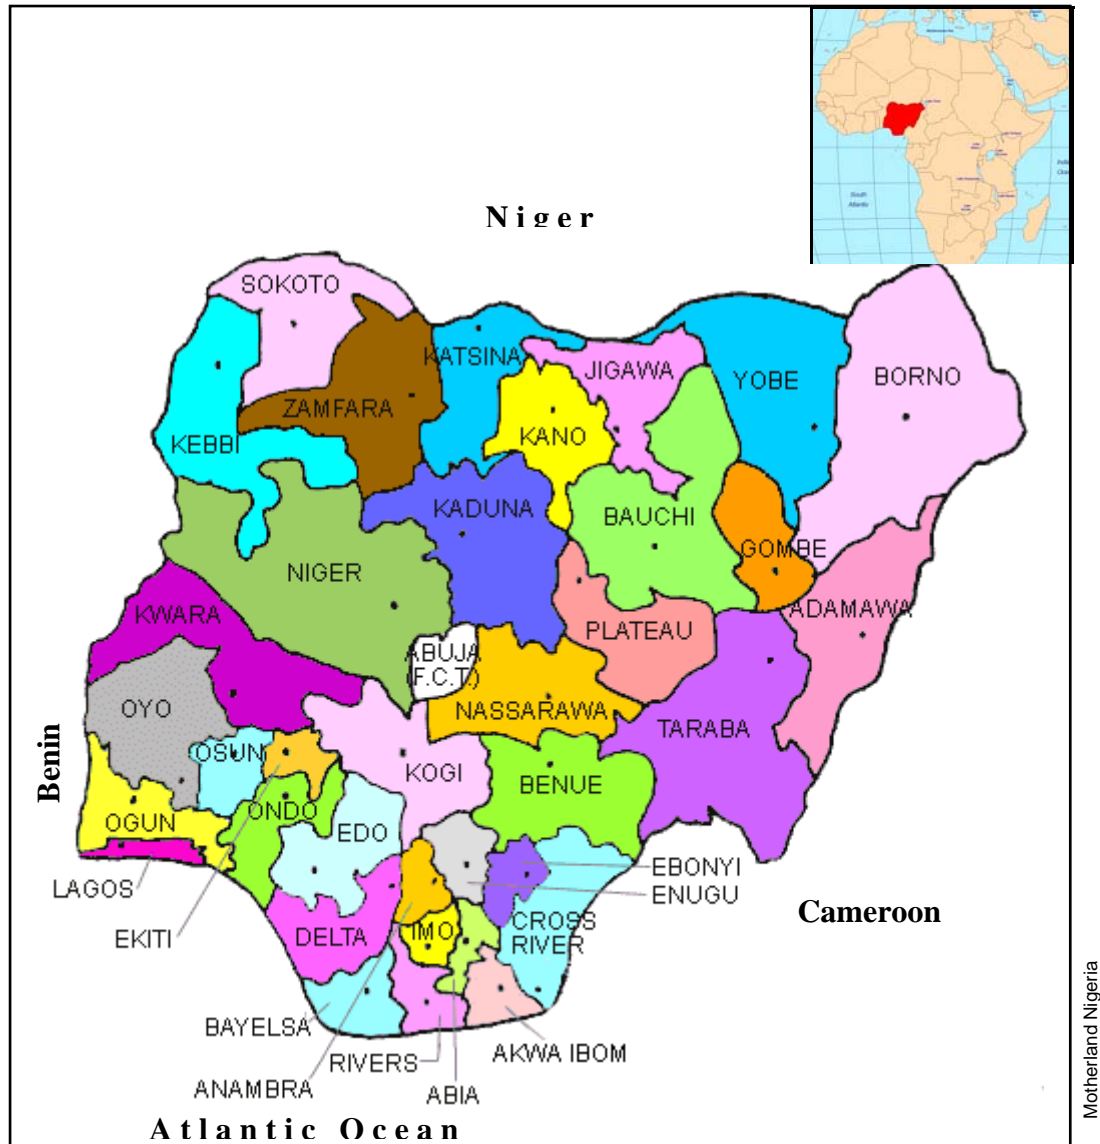 South
Atlantic
N i g e r
SOKOTO
KATSINA
JIGAWA
YOBE
BORNO
ZAMFARA
KANO
KEBBI
KADUNA
BAUCHI
GOMBE
NIGER
ADAMAWA
KWARA
PLATEAU
ABUJA
(F.C.T.)
OYO
NASSARAWA
TARABA
Benin
OSUN
KOGI
BENUE
OGUN
ONDO
EDO
EBONYI
LAGOS
ENUGU
Cameroon
EKITI
DELTA
IMO
CROSS
RIVER
BAYELSA
RIVERS
AKWA IBOM
ANAMBRA
ABIA
Motherland Nigeria
A t l a n t i c   O c e a n